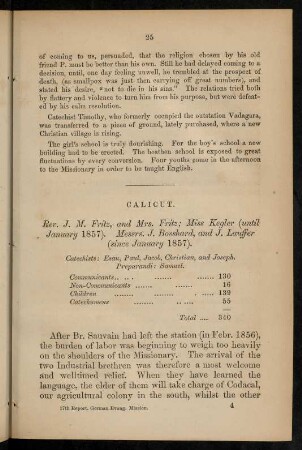 25
of coming to us, persuaded, that the religion chosen by his old
friend P. must be better than his own. Still he had delayed coming to a
decision, until, one day feeling unwell, he trembled at the prospect of
death, (as smallpox was just then carrying off great numbers), and
stated his desire, "not to die in his sins." The relations tried both
by flattery and violence to turn him from his purpose, but were defeat-
ed by his calm resolution.
Catechist Timothy, who formerly occupied the outstation Vadagara,
was transferred to a piece of ground, lately purchased, where a new
Christian village is rising.
The girl's school is truly flourishing. For the boy's school a new
building had to be erected. The heathen school is exposed to great
fluctuations by every conversion. Four youths come in the afternoon to
the Missionary in order to be taught English.
CALICUT.
Rev. J. M. Fritz, and Mrs. Fritz; Miss Kegler (until
January 1857). Messrs. J. Bosshard, and J. Lauffer
(since January 1857).
Catechists: Esau, Paul, Jacob, Christian, and Joseph.
Preparandi: Samuel.
Communicants.. .. . ....... ....... 130
Non-Communicants ...... ....... ....... 16
Children ....... ....... . ...... 139
Catechumens ....... .. ..... ....... 55
Total .... 340
After Br. Sauvain had left the station (in Febr. 1856),
the burden of labor was beginning to weigh too heavily
on the shoulders of the Missionary. The arrival of the
two Industrial brethren was therefore a most welcome
and welltimed relief. When they have learned the
language, the elder of them will take charge of Codacal,
our agricultural colony in the south, whilst the other
17th Report, German Evang. Mission. 4